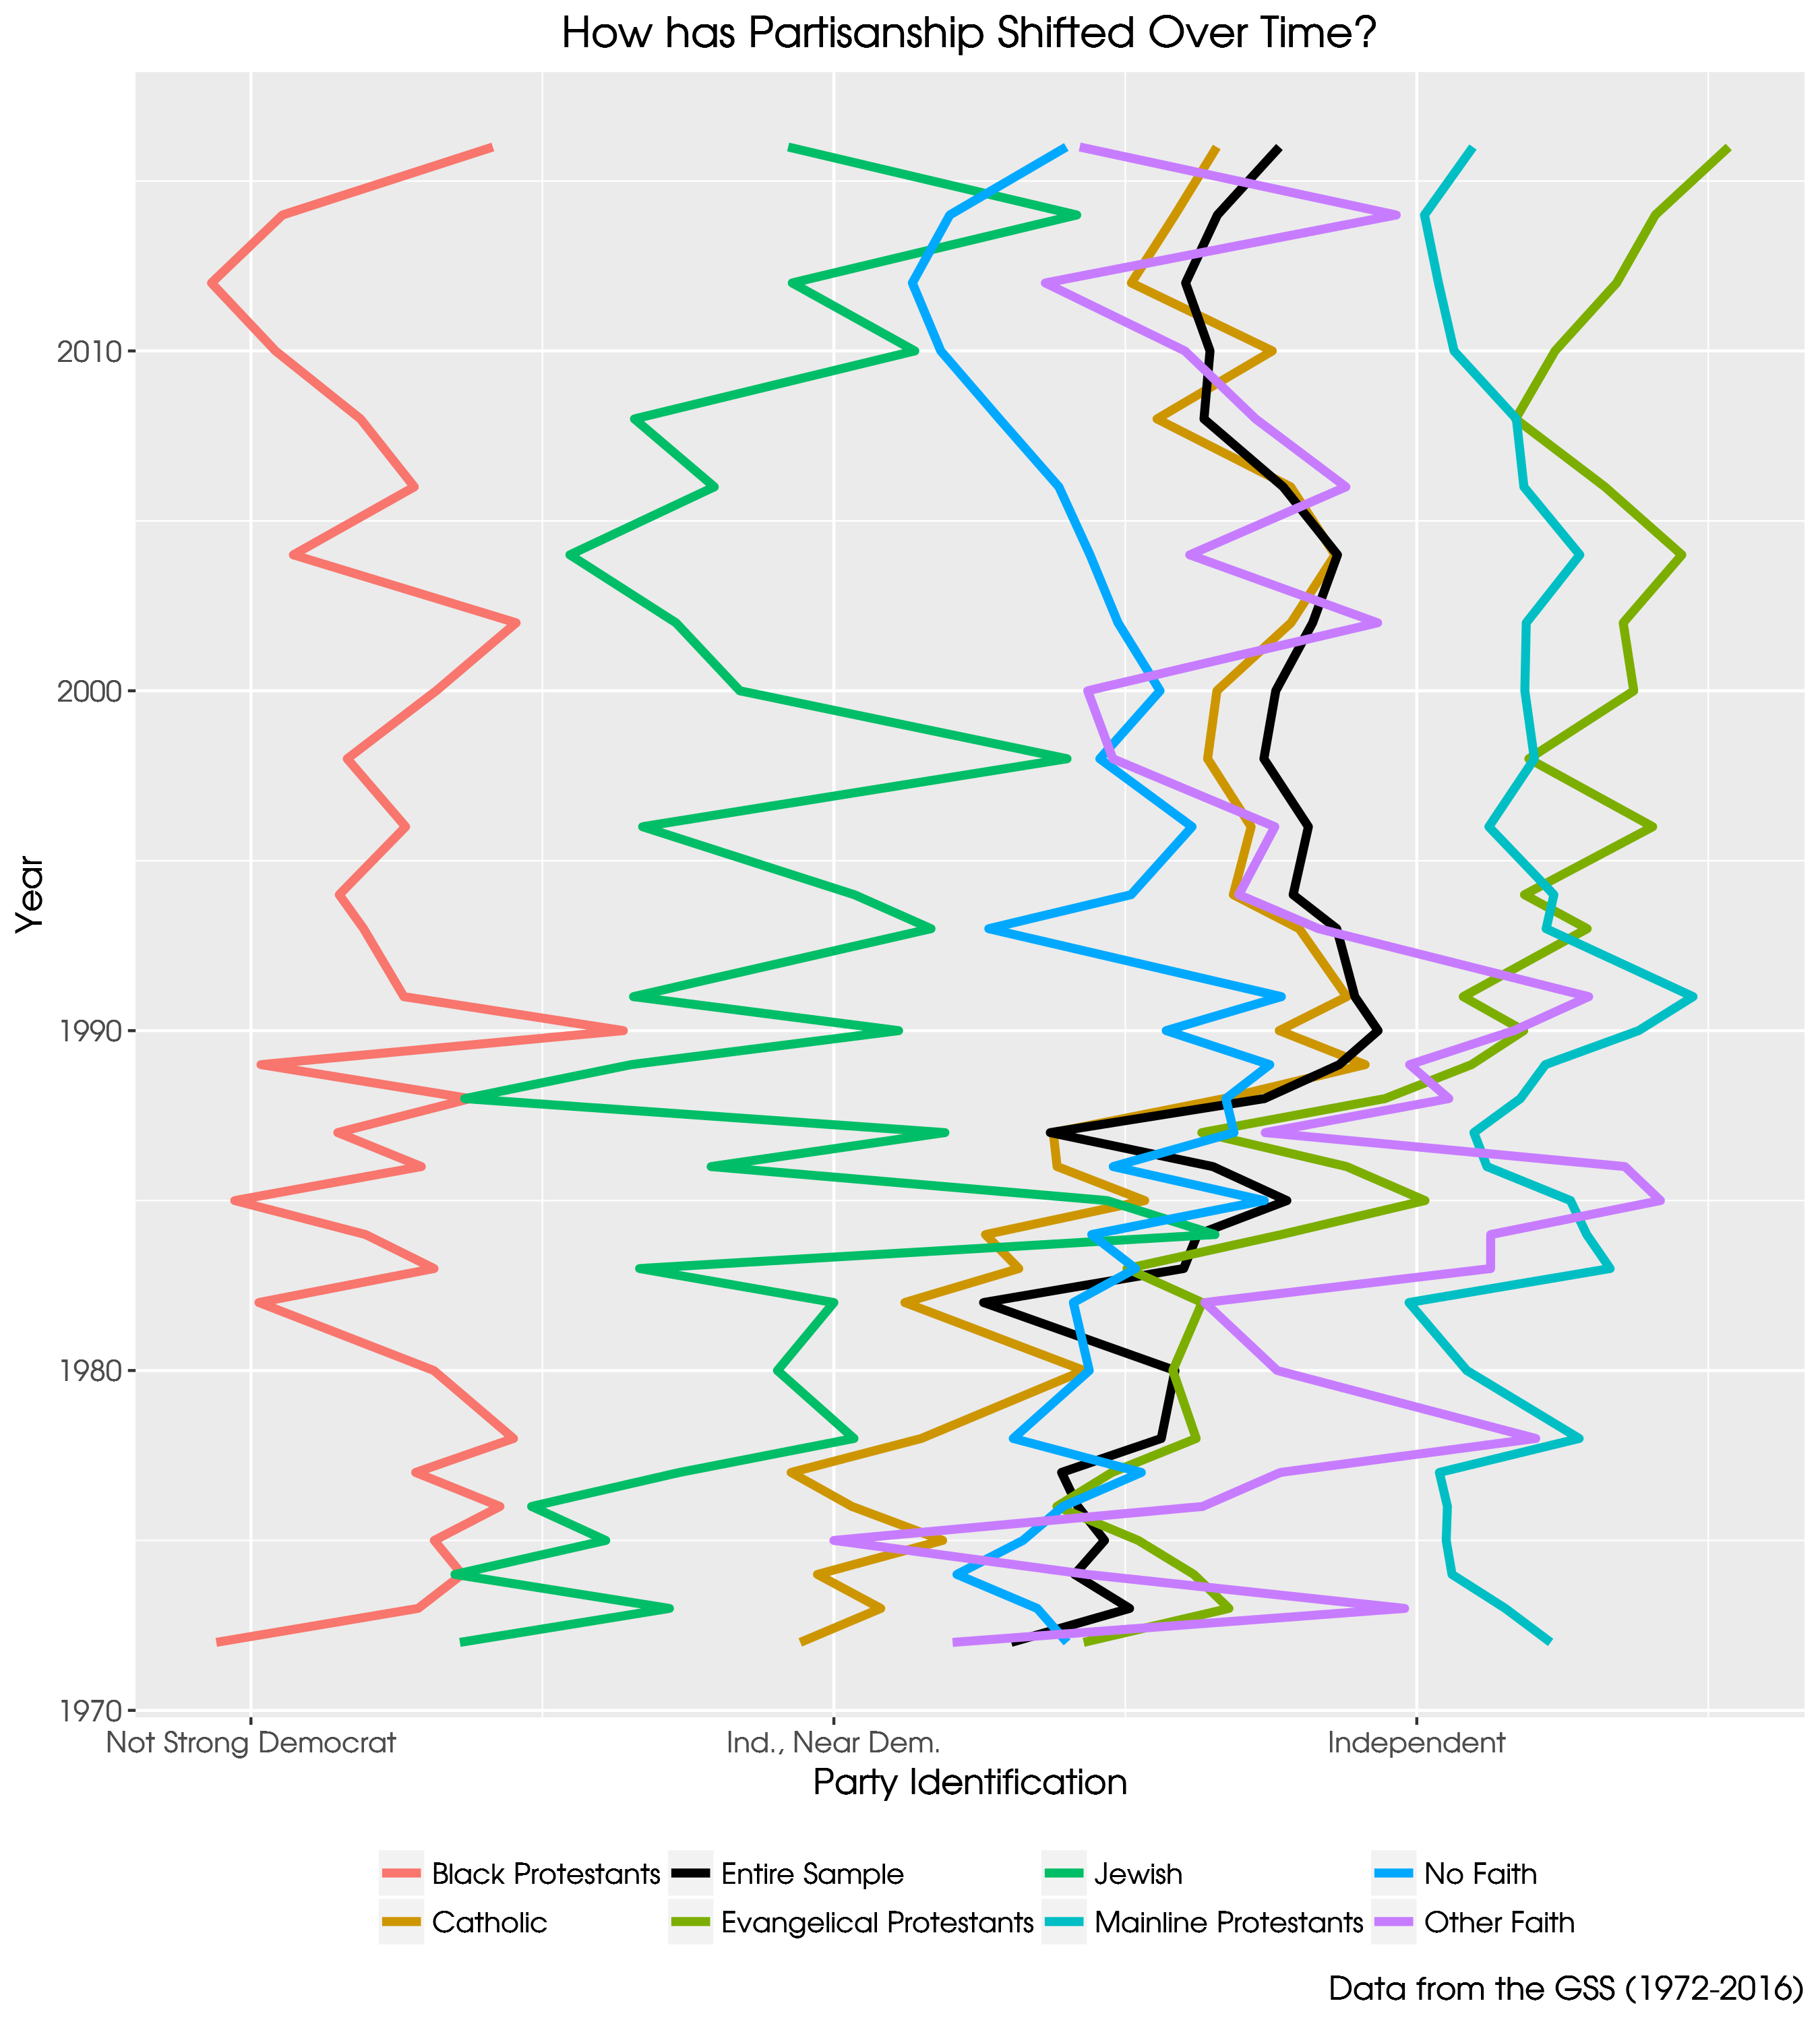 How has Partisanship Shifted Over Time?
Year
2010
2000
1990
1980
1970
Not Strong Democrat Ind., Near Dem. Independent
Party Identification
Black Protestants Entire Sample Jewish No Faith
Catholic Evangelical Protestants Mainline Protestants Other Faith
Data from the GSS (1972-2016)